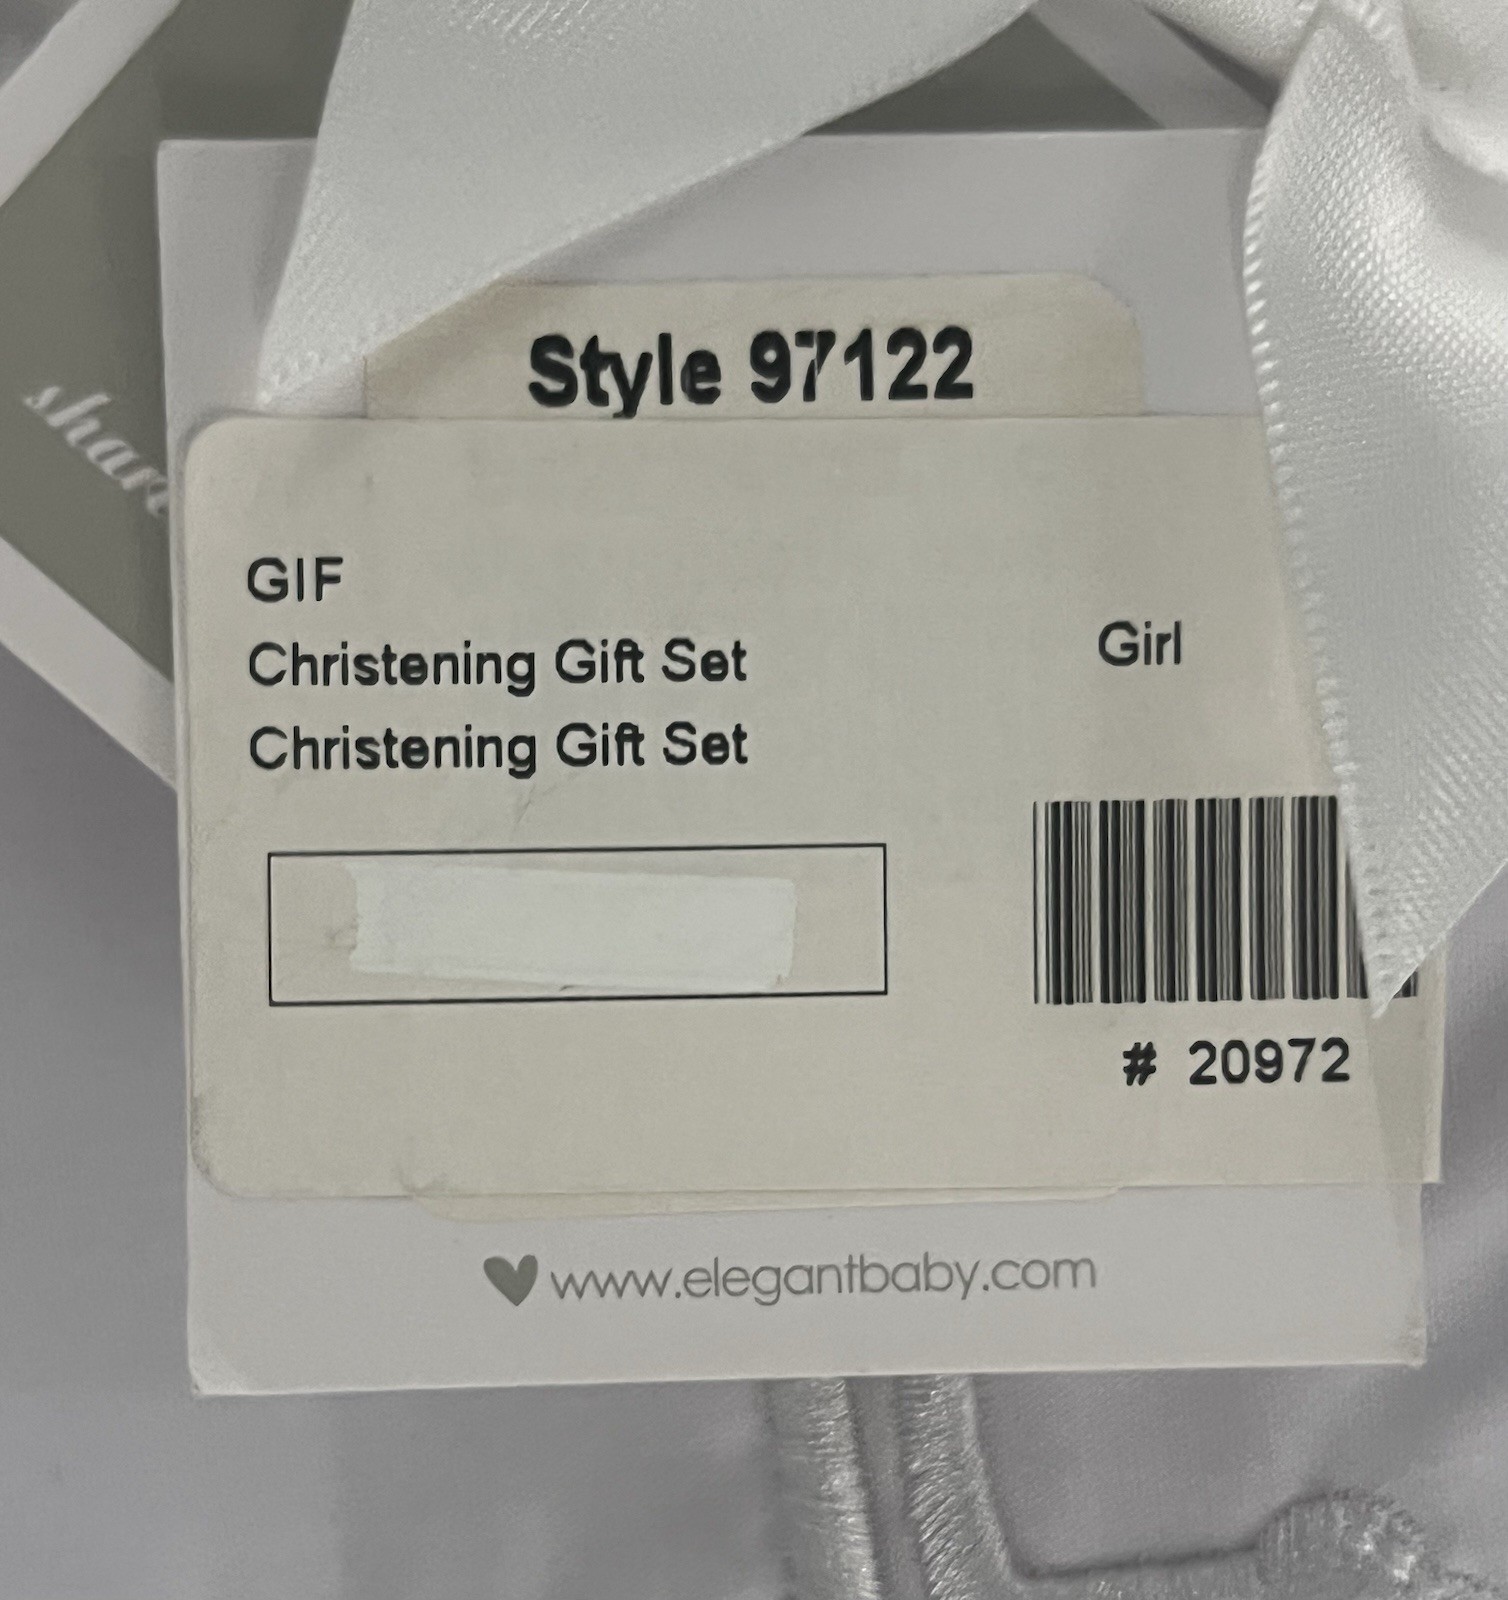 Style 97122
GIF
Christening Gift Set
Girl
Christening Gift Set
# 20972
www.elegantbaby.com